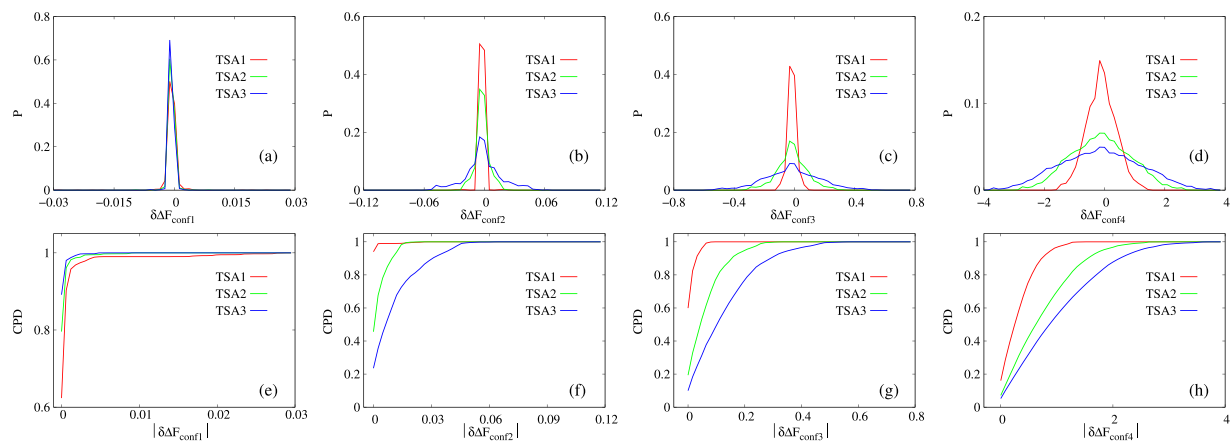 P
0.8
0.6
0.4
0.2
0
−0.03
−0.015
0
0.015
0.03
TSA1
TSA2
TSA3
(a)
δΔF_conf1
P
0.6
0.4
0.2
0
−0.12
−0.06
0
0.06
0.12
TSA1
TSA2
TSA3
(b)
δΔF_conf2
P
0.6
0.4
0.2
0
−0.8
−0.4
0
0.4
0.8
TSA1
TSA2
TSA3
(c)
δΔF_conf3
P
0.2
0.1
0
−4
−2
0
2
4
TSA1
TSA2
TSA3
(d)
δΔF_conf4
CPD
1
0.8
0.6
0
0.01
0.02
0.03
TSA1
TSA2
TSA3
(e)
|δΔF_conf1|
CPD
1
0.8
0.6
0.4
0.2
0
0
0.03
0.06
0.09
0.12
TSA1
TSA2
TSA3
(f)
|δΔF_conf2|
CPD
1
0.8
0.6
0.4
0.2
0
0
0.2
0.4
0.6
0.8
TSA1
TSA2
TSA3
(g)
|δΔF_conf3|
CPD
1
0.8
0.6
0.4
0.2
0
0
2
4
TSA1
TSA2
TSA3
(h)
|δΔF_conf4|